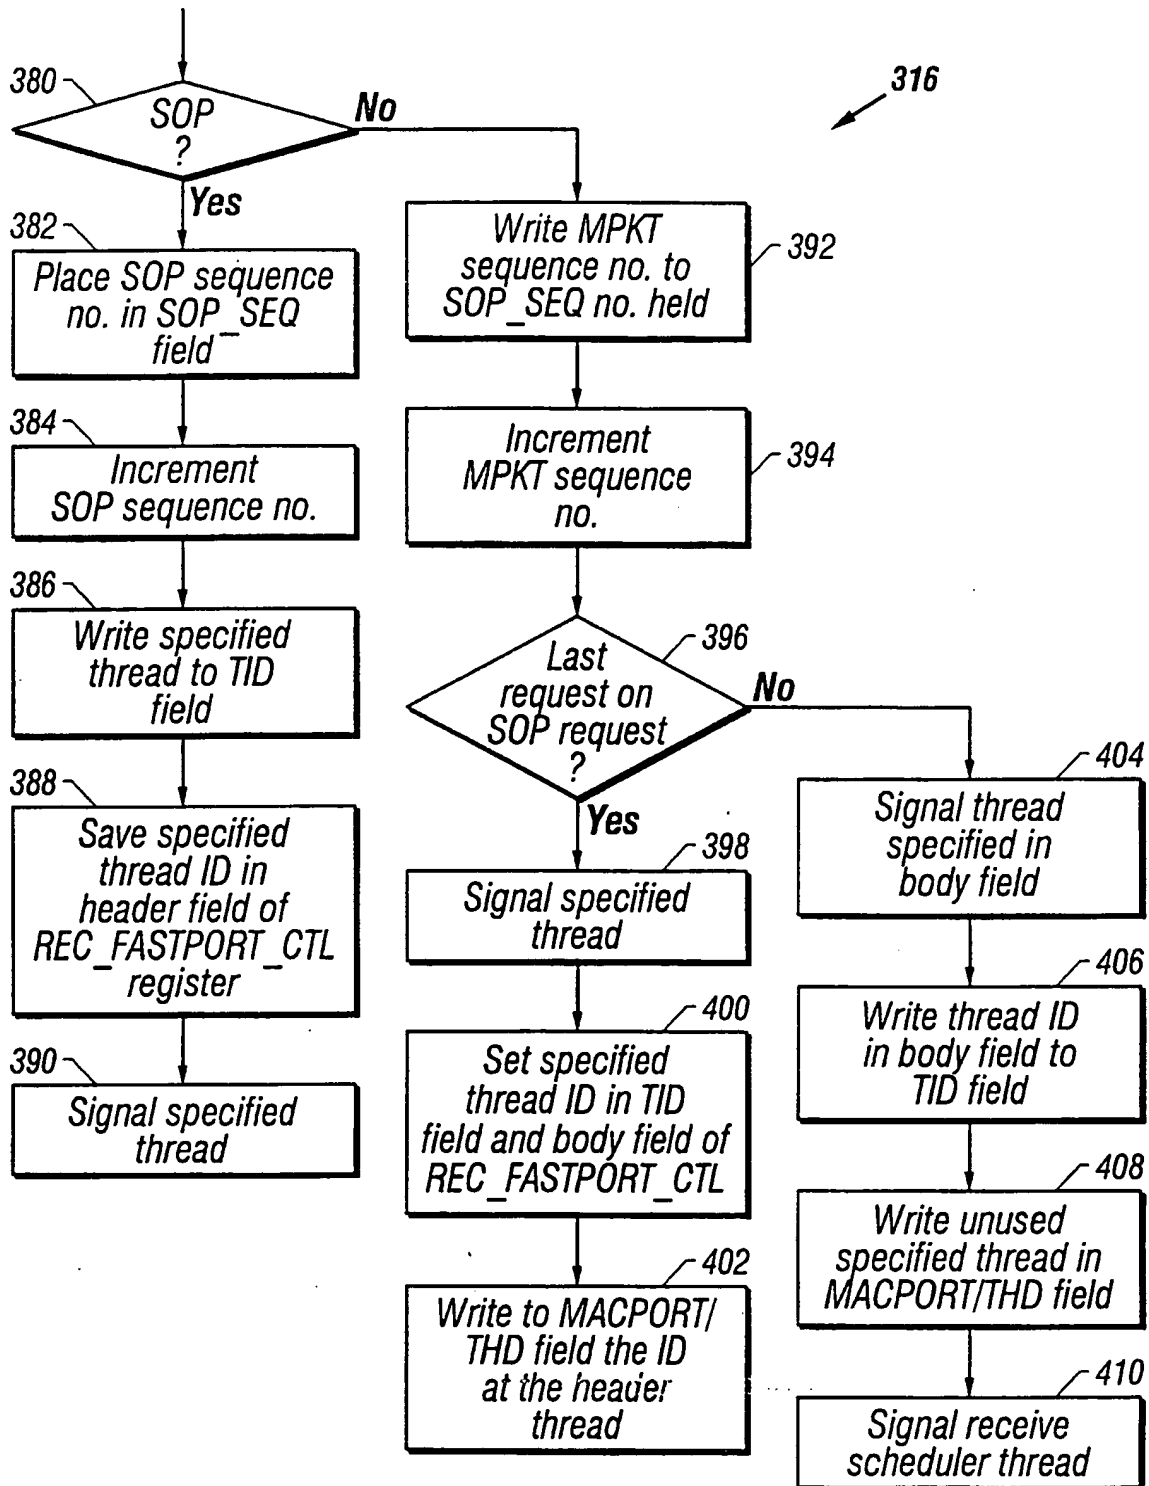 316
380
SOP
?
No
Yes
382
Place SOP sequence
no. in SOP_SEQ
field
384
Increment
SOP sequence no.
386
Write specified
thread to TID
field
388
Save specified
thread ID in
header field of
REC_FASTPORT_CTL
register
390
Signal specified
thread
Write MPKT
sequence no. to
SOP_SEQ no. held
392
Increment
MPKT sequence
no.
394
396
Last
request on
SOP request
?
No
Yes
398
Signal specified
thread
400
Set specified
thread ID in TID
field and body field of
REC_FASTPORT_CTL
402
Write to MACPORT/
THD field the ID
at the header
thread
404
Signal thread
specified in
body field
406
Write thread ID
in body field to
TID field
408
Write unused
specified thread in
MACPORT/THD field
410
Signal receive
scheduler thread